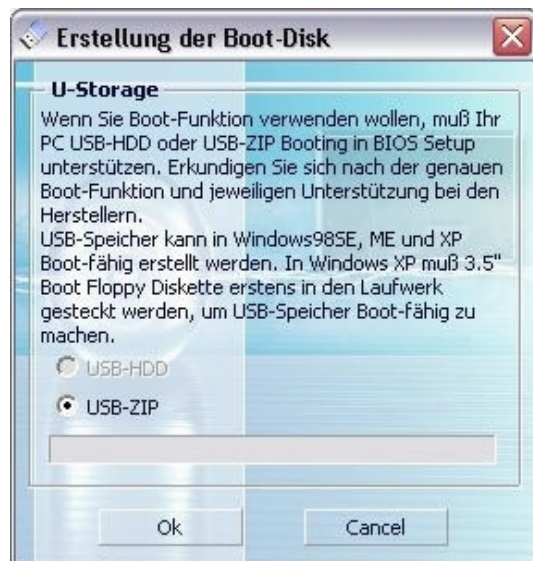 Erstellung der Boot-Disk
U-Storage
Wenn Sie Boot-Funktion verwenden wollen, muß Ihr
PC USB-HDD oder USB-ZIP Booting in BIOS Setup
unterstützen. Erkundigen Sie sich nach der genauen
Boot-Funktion und jeweiligen Unterstützung bei den
Herstellern.
USB-Speicher kann in Windows98SE, ME und XP
Boot-fähig erstellt werden. In Windows XP muß 3.5"
Boot Floppy Diskette erstens in den Laufwerk
gesteckt werden, um USB-Speicher Boot-fähig zu
machen.
USB-HDD
USB-ZIP
Ok
Cancel